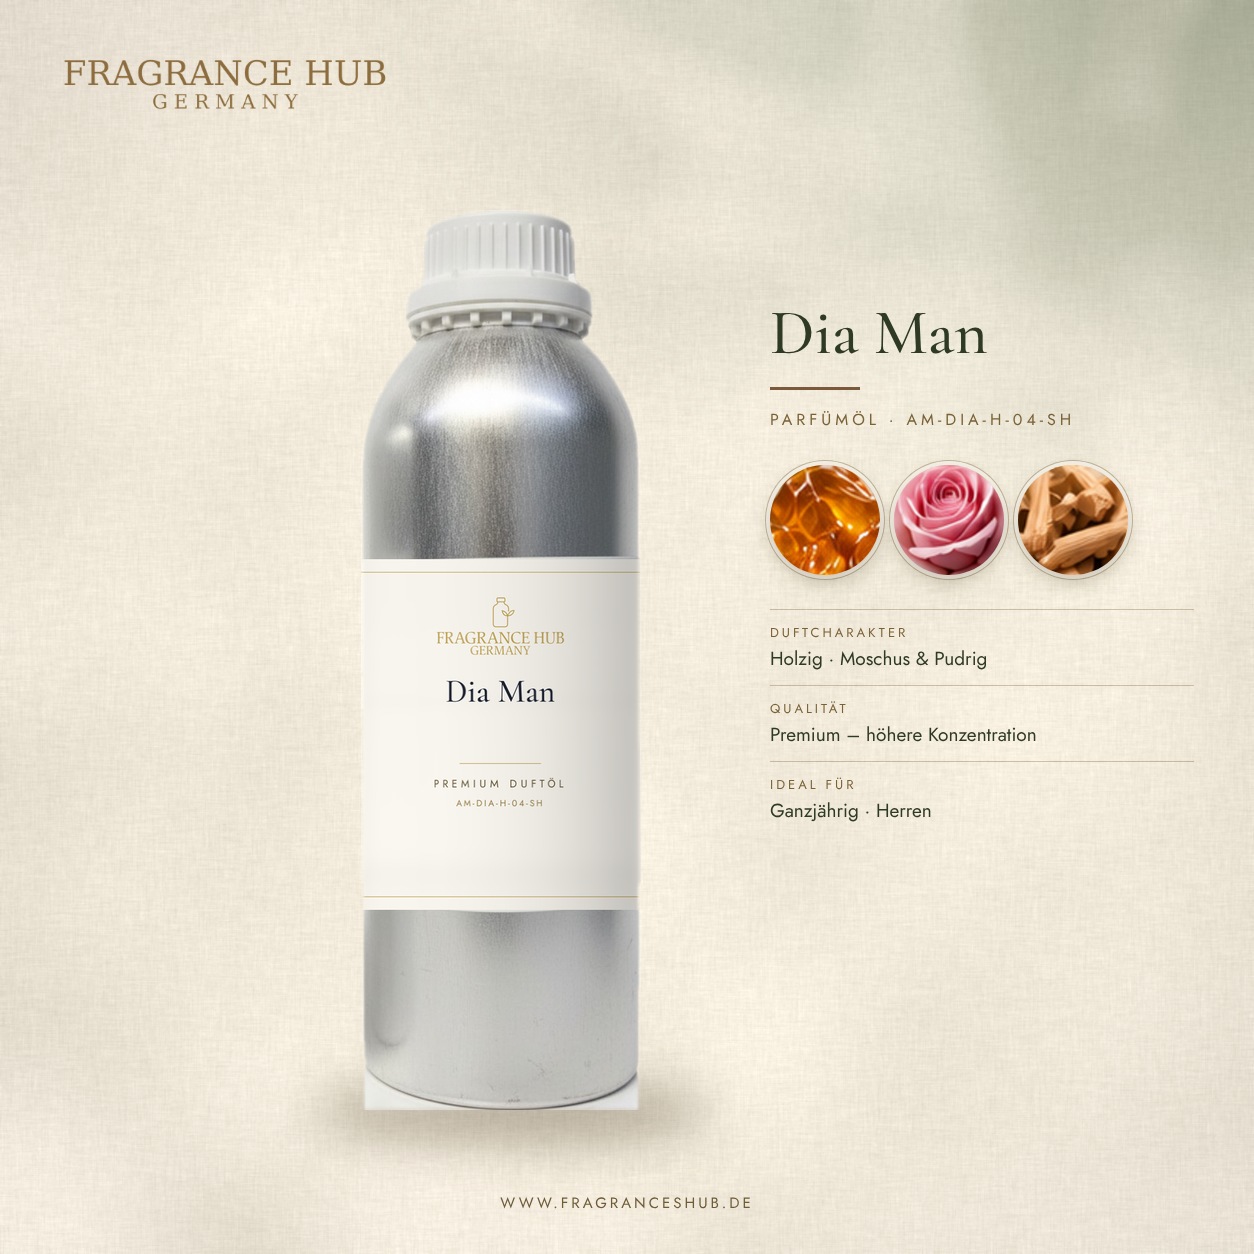 FRAGRANCE HUB
GERMANY
FRAGRANCE HUB
GERMANY
Dia Man
PREMIUM DUFTÖL
AM-DIA-H-04-SH
Dia Man
PARFÜMÖL · AM-DIA-H-04-SH
DUFTCHARAKTER
Holzig · Moschus & Pudrig
QUALITÄT
Premium – höhere Konzentration
IDEAL FÜR
Ganzjährig · Herren
WWW.FRAGRANCESHUB.DE